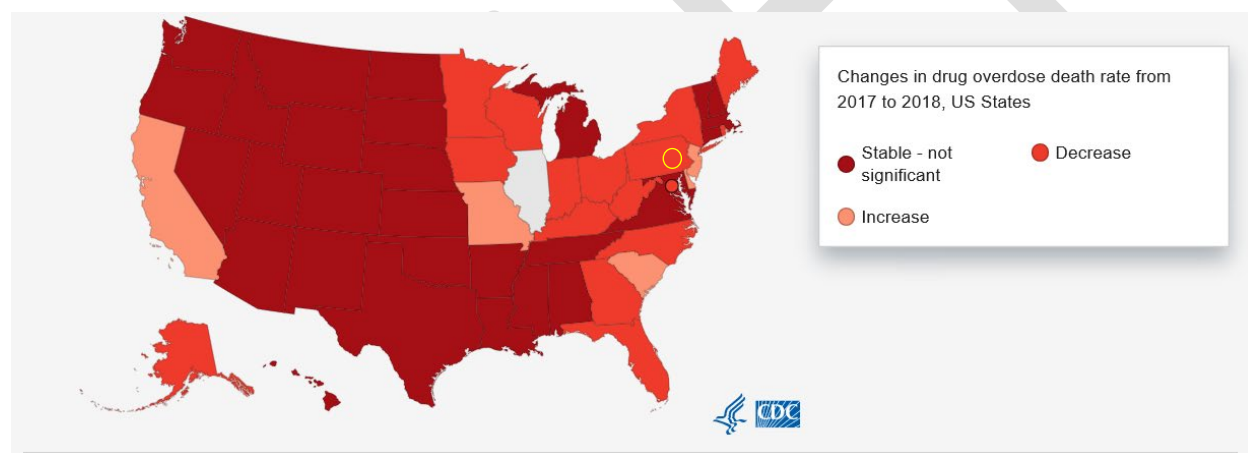 Changes in drug overdose death rate from
2017 to 2018, US States
Stable - not
significant
Decrease
Increase
CDC